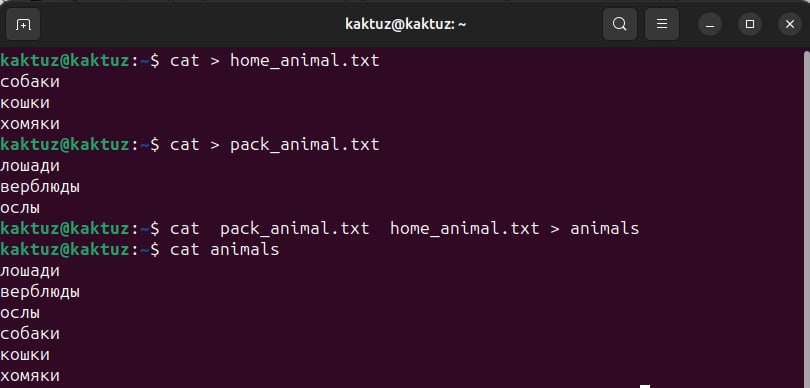 kaktuz@kaktuz: ~
kaktuz@kaktuz:~$ cat > home_animal.txt
собаки
кошки
хомяки
kaktuz@kaktuz:~$ cat > pack_animal.txt
лошади
верблюды
ослы
kaktuz@kaktuz:~$ cat  pack_animal.txt  home_animal.txt > animals
kaktuz@kaktuz:~$ cat animals
лошади
верблюды
ослы
собаки
кошки
хомяки